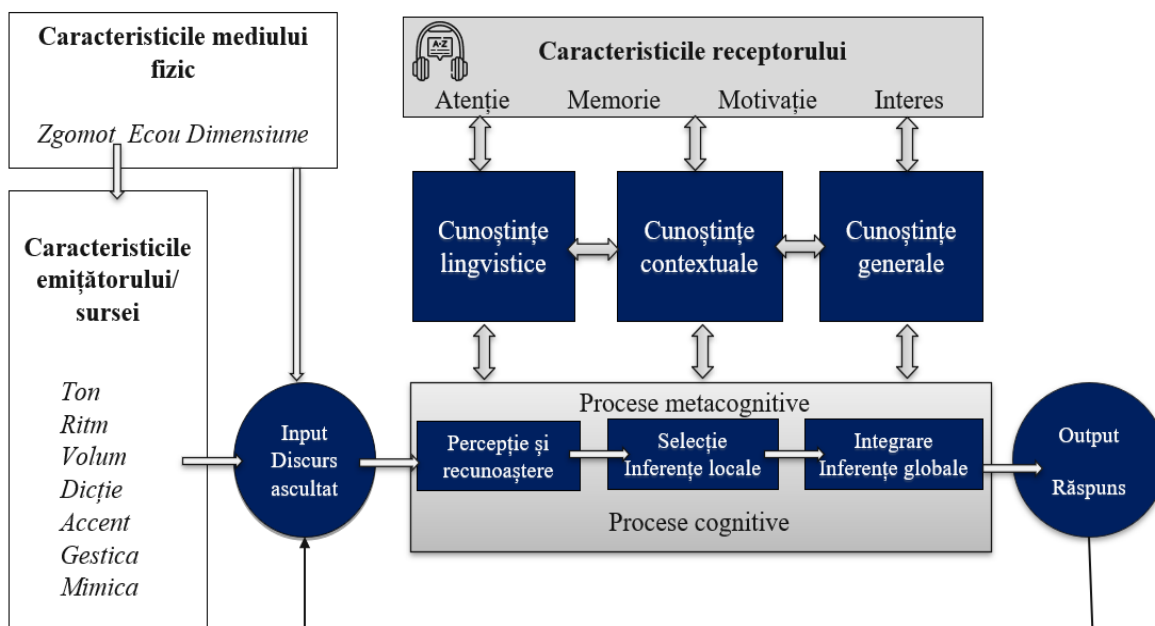 Caracteristicile mediului
fizic
Zgomot Ecou Dimensiune
A-Z
Caracteristicile receptorului
Atenție Memorie Motivație Interes
Caracteristicile
emițătorului/
sursei
Ton
Ritm
Volum
Dicție
Accent
Gestica
Mimica
Cunoștințe
lingvistice
Cunoștințe
contextuale
Cunoștințe
generale
Input
Discurs
ascultat
Procese metacognitive
Percepție și
recunoaștere
Selecție
Inferențe locale
Integrare
Inferențe globale
Procese cognitive
Output
Răspuns